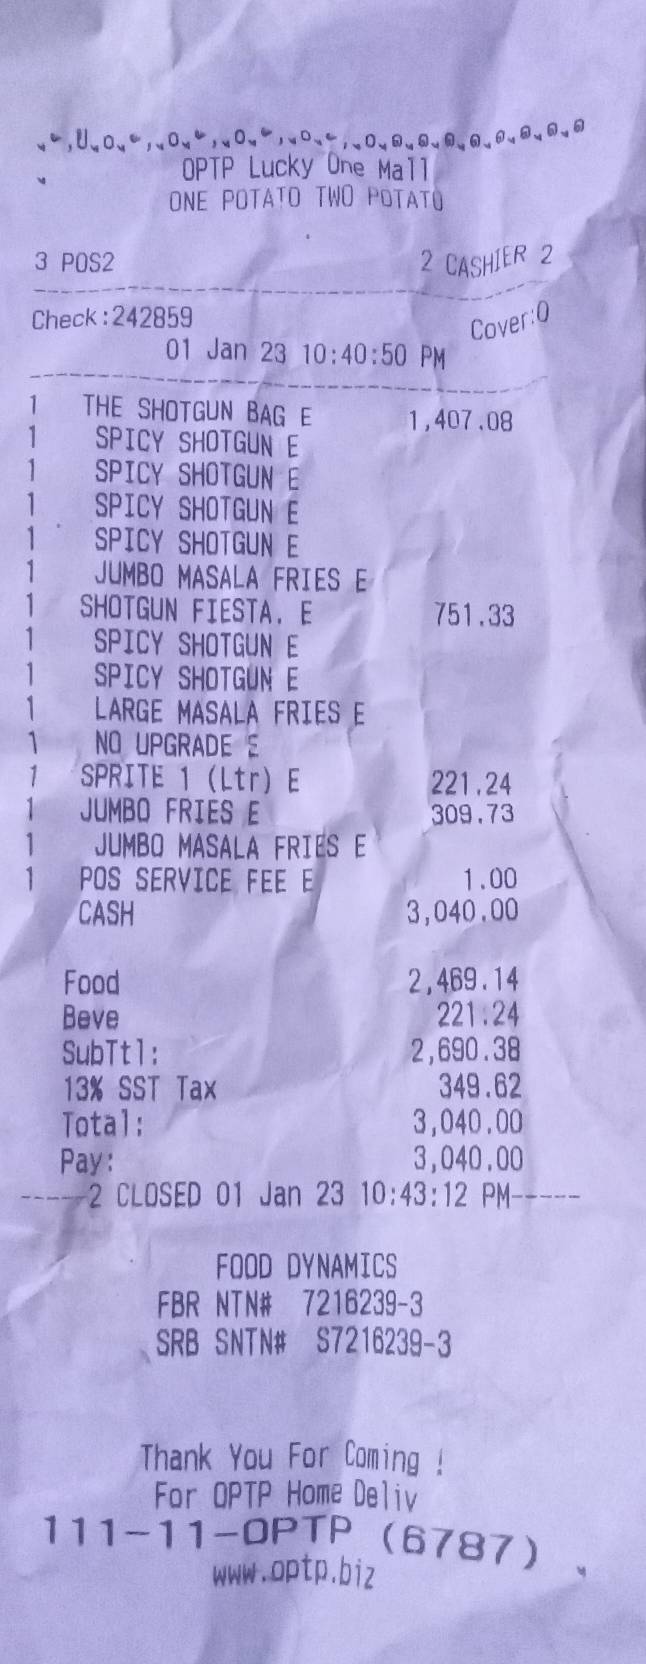 OPTP Lucky One Mall
ONE POTATO TWO POTATO
3 POS2 2 CASHIER 2
Check:242859 Cover:0
01 Jan 23 10:40:50 PM
1 THE SHOTGUN BAG E 1,407.08
1 SPICY SHOTGUN E
1 SPICY SHOTGUN E
1 SPICY SHOTGUN E
1 SPICY SHOTGUN E
1 JUMBO MASALA FRIES E
1 SHOTGUN FIESTA. E 751.33
1 SPICY SHOTGUN E
1 SPICY SHOTGUN E
1 LARGE MASALA FRIES E
1 NO UPGRADE E
1 SPRITE 1 (Ltr) E 221.24
1 JUMBO FRIES E 309.73
1 JUMBO MASALA FRIES E
1 POS SERVICE FEE E 1.00
CASH 3,040.00
Food 2,469.14
Beve 221.24
SubTtl: 2,690.38
13% SST Tax 349.62
Total: 3,040.00
Pay: 3,040.00
-----2 CLOSED 01 Jan 23 10:43:12 PM-----
FOOD DYNAMICS
FBR NTN# 7216239-3
SRB SNTN# S7216239-3
Thank You For Coming !
For OPTP Home Deliv
111-11-OPTP (6787)
www.optp.biz